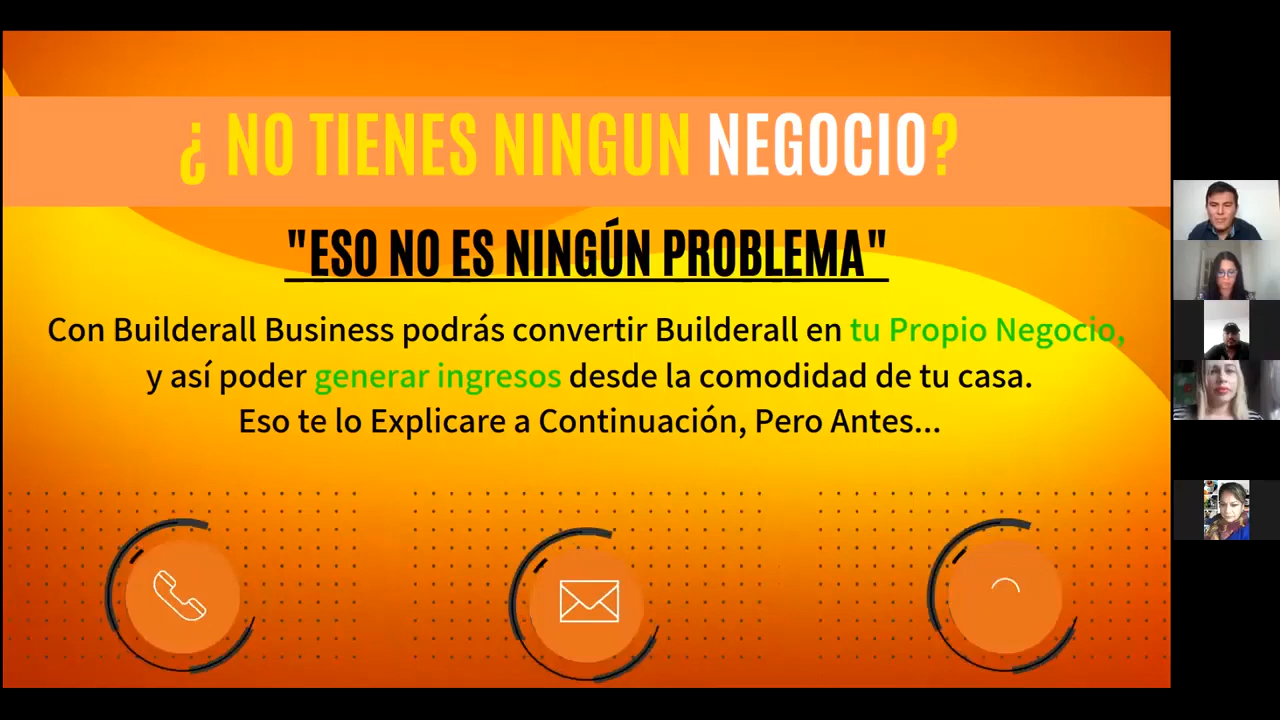 ¿ NO TIENES NINGUN NEGOCIO?
"ESO NO ES NINGÚN PROBLEMA"
Con Builderall Business podrás convertir Builderall en tu Propio Negocio,
y así poder generar ingresos desde la comodidad de tu casa.
Eso te lo Explicare a Continuación, Pero Antes...